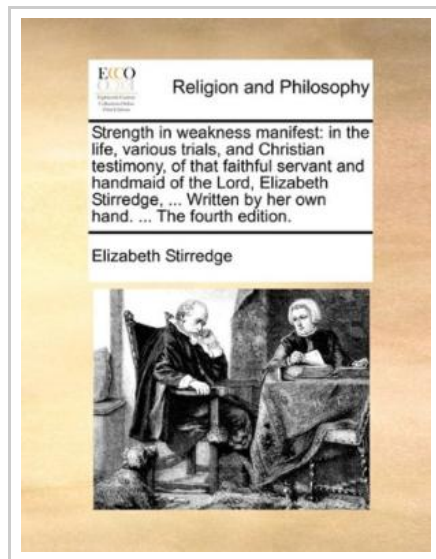 ECCO
Religion and Philosophy
Strength in weakness manifest: in the
life, various trials, and Christian
testimony, of that faithful servant and
handmaid of the Lord, Elizabeth
Stirredge, ... Written by her own
hand. ... The fourth edition.
Elizabeth Stirredge